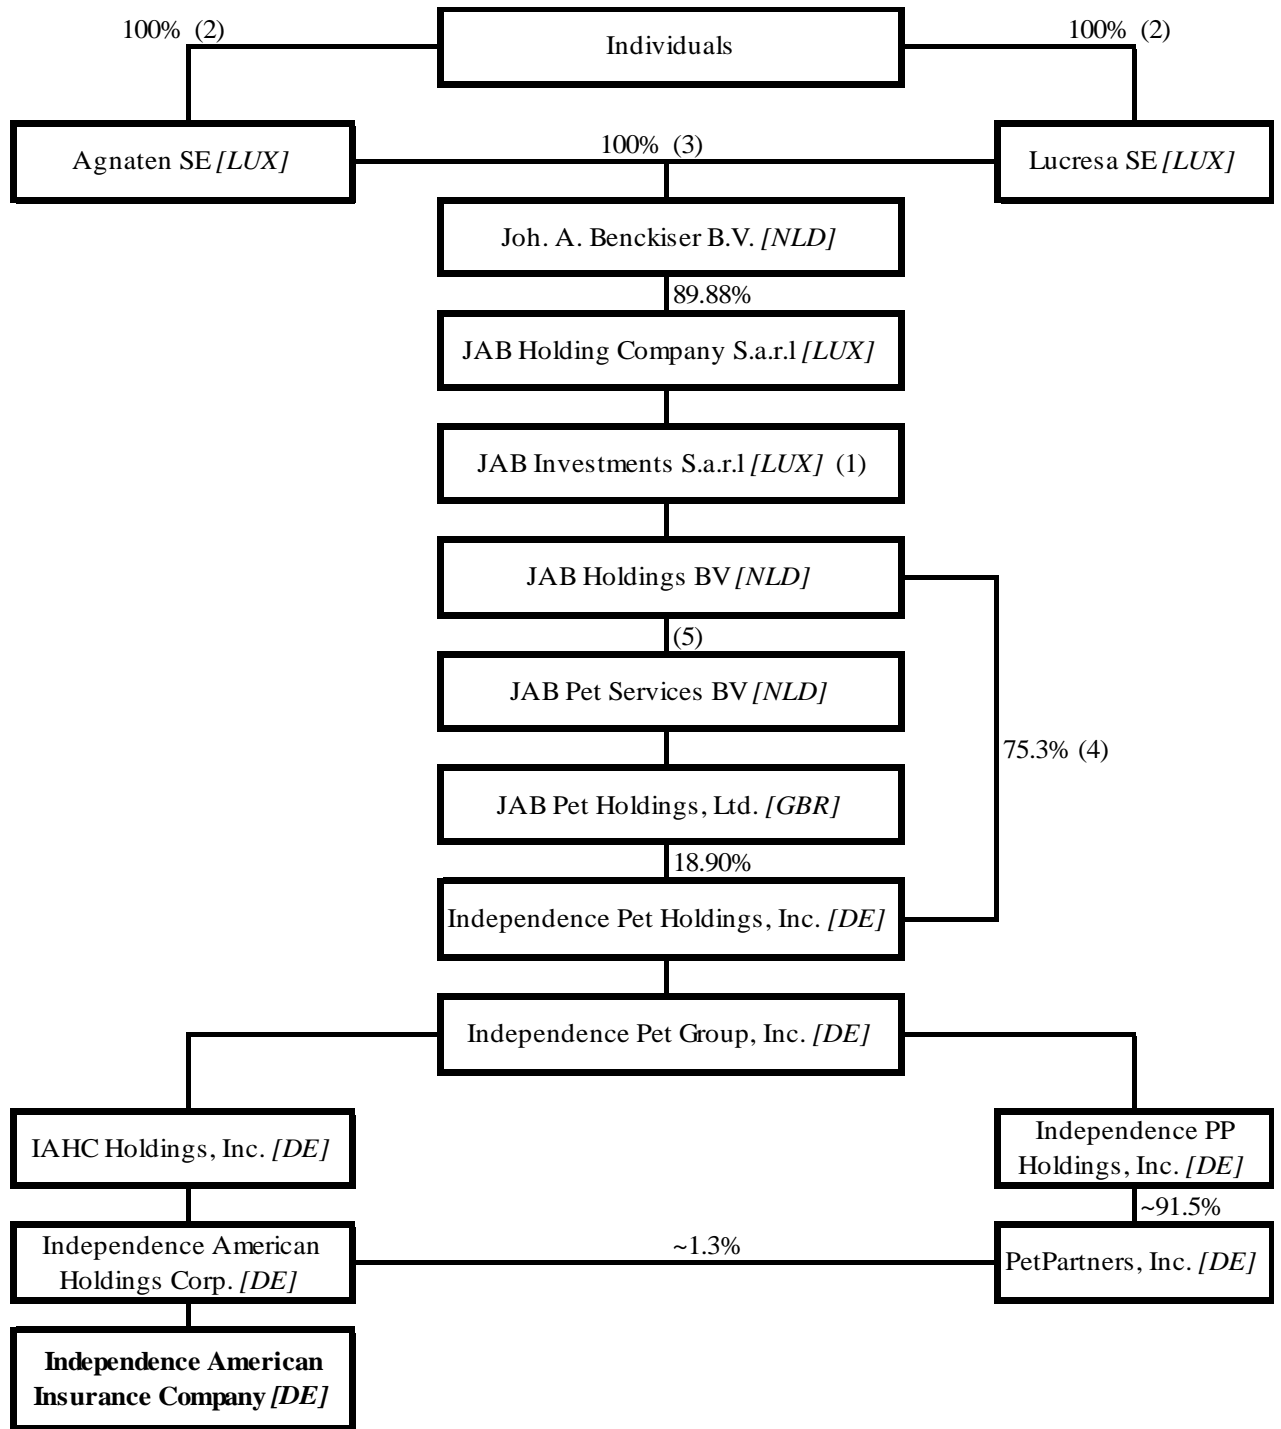 100% (2)
100% (2)
Individuals
Agnaten SE [LUX]
100% (3)
Lucresa SE [LUX]
Joh. A. Benckiser B.V. [NLD]
89.88%
JAB Holding Company S.a.r.l [LUX]
JAB Investments S.a.r.l [LUX] (1)
JAB Holdings BV [NLD]
(5)
JAB Pet Services BV [NLD]
75.3% (4)
JAB Pet Holdings, Ltd. [GBR]
18.90%
Independence Pet Holdings, Inc. [DE]
Independence Pet Group, Inc. [DE]
IAHC Holdings, Inc. [DE]
Independence PP
Holdings, Inc. [DE]
~91.5%
Independence American
Holdings Corp. [DE]
~1.3%
PetPartners, Inc. [DE]
Independence American
Insurance Company [DE]